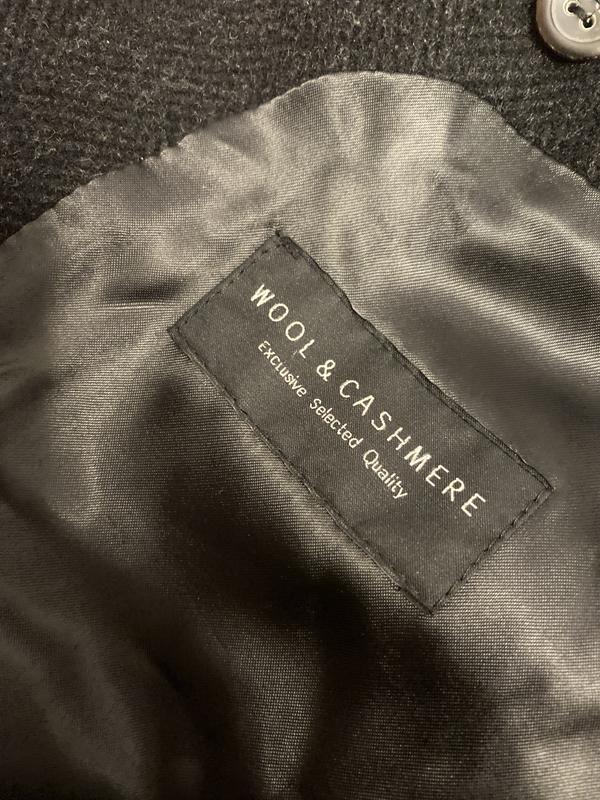 WOOL & CASHMERE
Exclusive Selected Quality